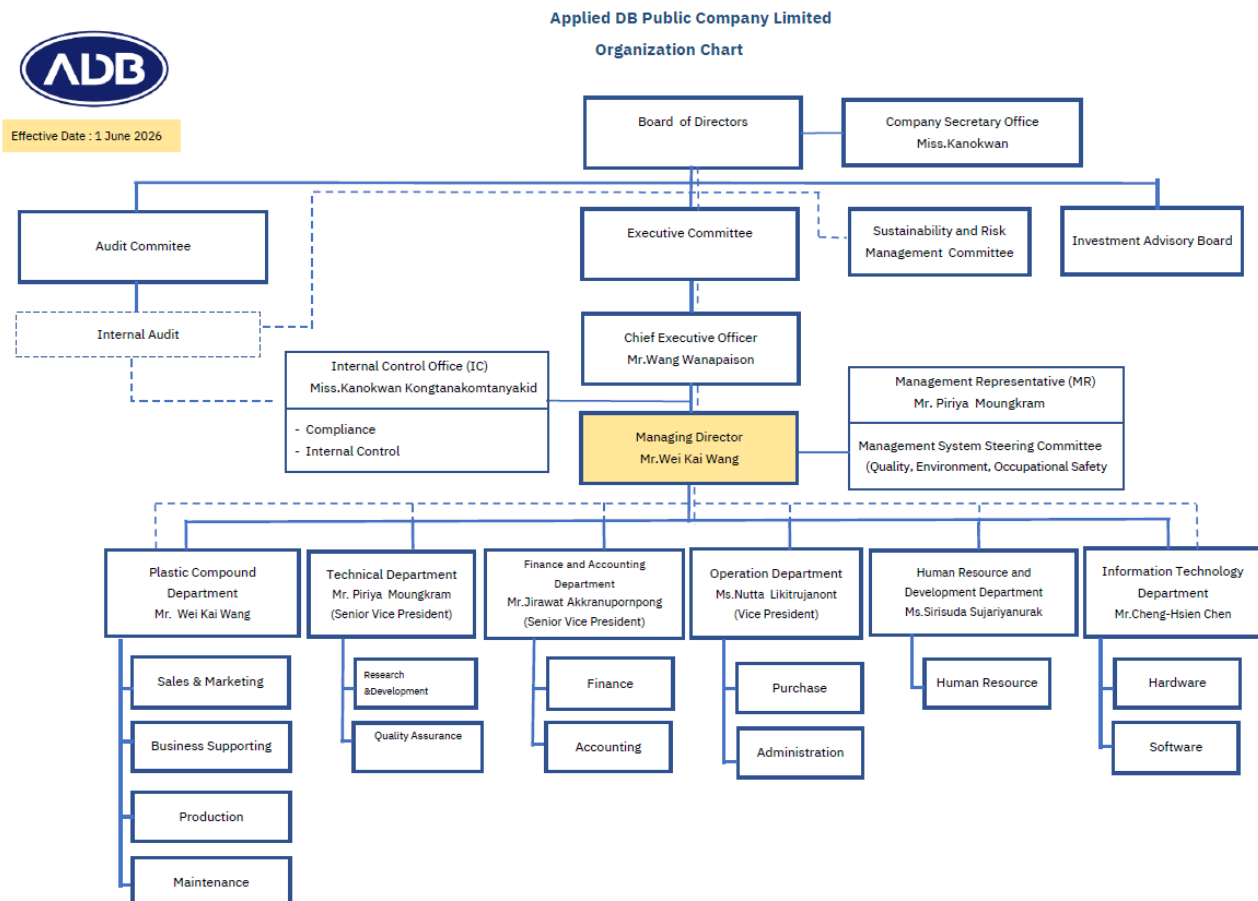 Applied DB Public Company Limited
Organization Chart
ADB
Effective Date : 1 June 2026
Board of Directors
Company Secretary Office
Miss.Kanokwan
Audit Commitee
Executive Committee
Sustainability and Risk
Management Committee
Investment Advisory Board
Internal Audit
Chief Executive Officer
Mr.Wang Wanapaison
Internal Control Office (IC)
Miss.Kanokwan Kongtanakomtanyakid
- Compliance
- Internal Control
Managing Director
Mr.Wei Kai Wang
Management Representative (MR)
Mr. Piriya Moungkram
Management System Steering Committee
(Quality, Environment, Occupational Safety
Plastic Compound
Department
Mr. Wei Kai Wang
Technical Department
Mr. Piriya Moungkram
(Senior Vice President)
Finance and Accounting
Department
Mr.Jirawat Akkranupornpong
(Senior Vice President)
Operation Department
Ms.Nutta Likitrujanont
(Vice President)
Human Resource and
Development Department
Ms.Sirisuda Sujariyanurak
Information Technology
Department
Mr.Cheng-Hsien Chen
Sales & Marketing
Business Supporting
Production
Maintenance
Research
&Development
Quality Assurance
Finance
Accounting
Purchase
Administration
Human Resource
Hardware
Software